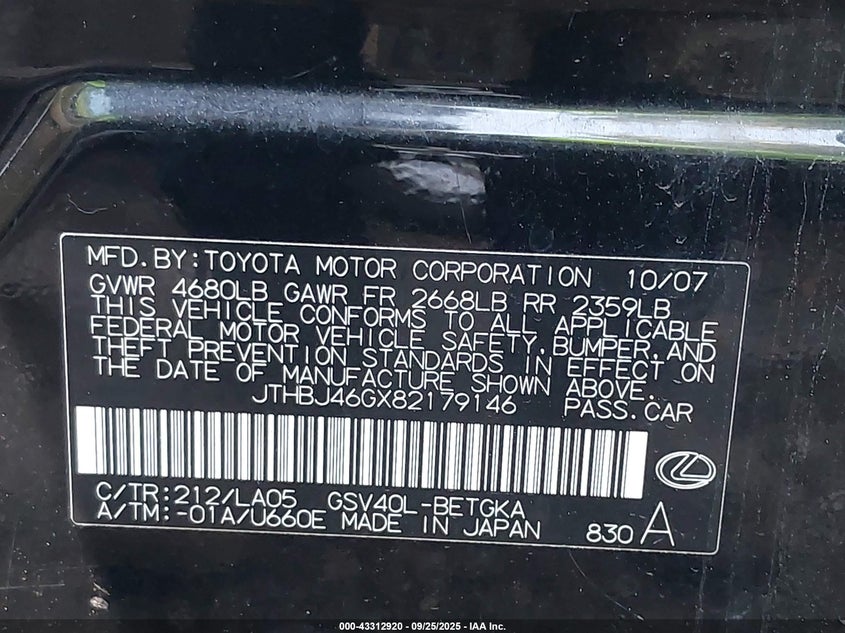 MFD.BY:TOYOTA MOTOR CORPORATION 10/07
GVWR 4680LB GAWR FR 2668LB RR 2359LB
THIS VEHICLE CONFORMS TO ALL APPLICABLE
FEDERAL MOTOR VEHICLE SAFETY,BUMPER,AND
THEFT PREVENTION STANDARDS IN EFFECT ON
THE DATE OF MANUFACTURE SHOWN ABOVE.
JTHBJ46GX82179146 PASS.CAR
C/TR:212/LA05 GSV40L-BETGKA
A/TM:-01A/U660E MADE IN JAPAN 830 A
000-43312920 - 09/25/2025 - IAA Inc.